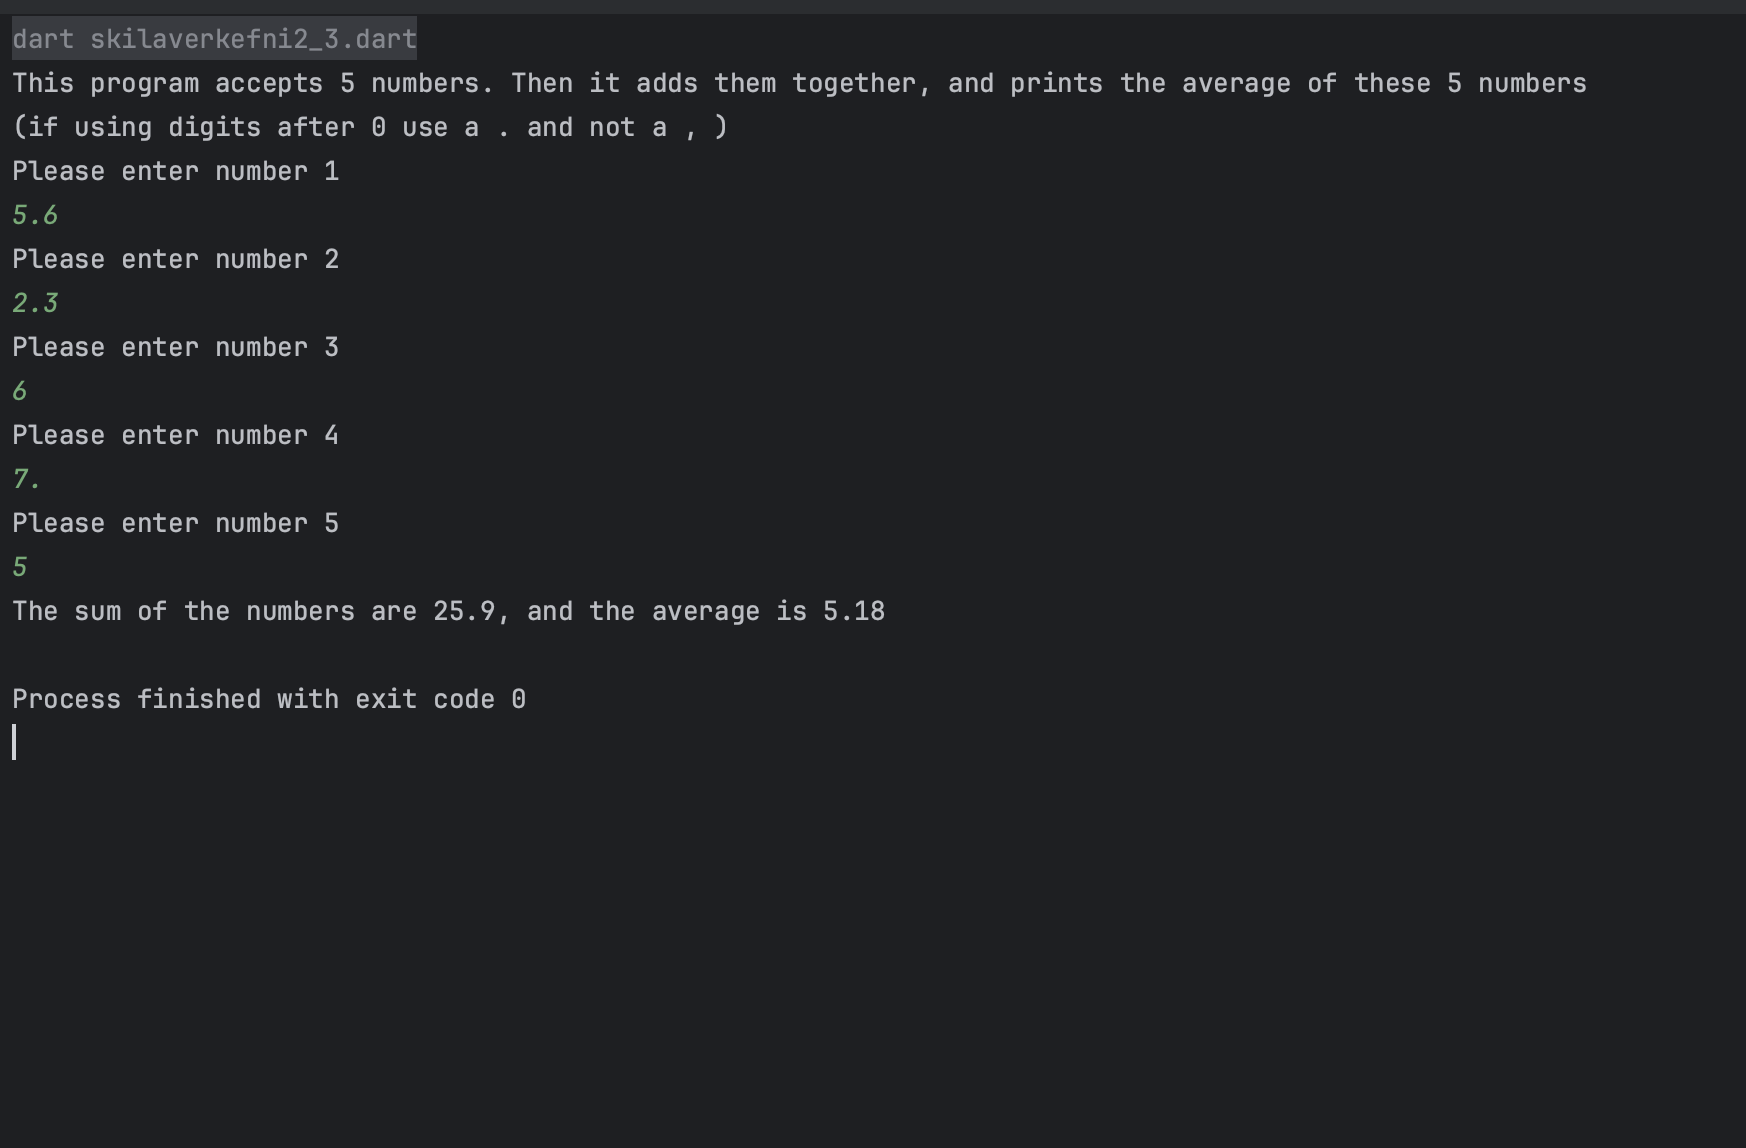 dart skilaverkefni2_3.dart
This program accepts 5 numbers. Then it adds them together, and prints the average of these 5 numbers
(if using digits after 0 use a . and not a , )
Please enter number 1
5.6
Please enter number 2
2.3
Please enter number 3
6
Please enter number 4
7.
Please enter number 5
5
The sum of the numbers are 25.9, and the average is 5.18
Process finished with exit code 0